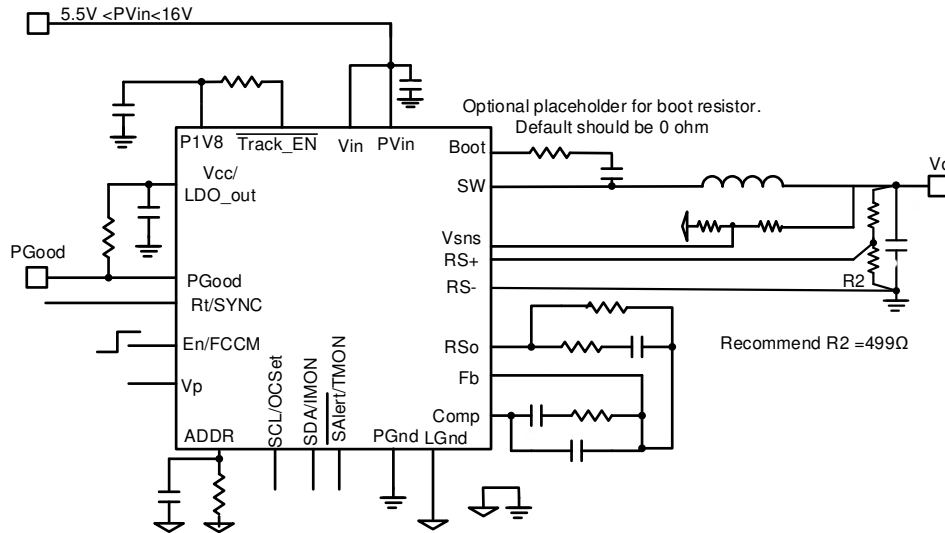 5.5V <PVin<16V
Optional placeholder for boot resistor.
Default should be 0 ohm
P1V8
Track_EN
Vin
PVin
Boot
Vcc/
LDO_out
SW
Vo
Vsns
PGood
RS+
PGood
RS-
R2
Rt/SYNC
En/FCCM
RSo
Recommend R2 =499Ω
Vp
Fb
Comp
ADDR
SCL/OCSet
SDA/IMON
SAlert/TMON
PGnd
LGnd